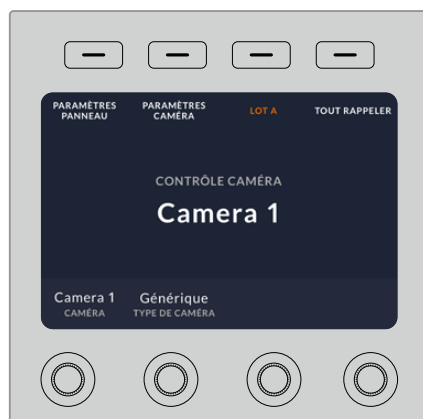 PARAMÈTRES PANNEAU
PARAMÈTRES CAMÉRA
LOT A
TOUT RAPPELER
CONTRÔLE CAMÉRA
Camera 1
Camera 1
CAMÉRA
Générique
TYPE DE CAMÉRA